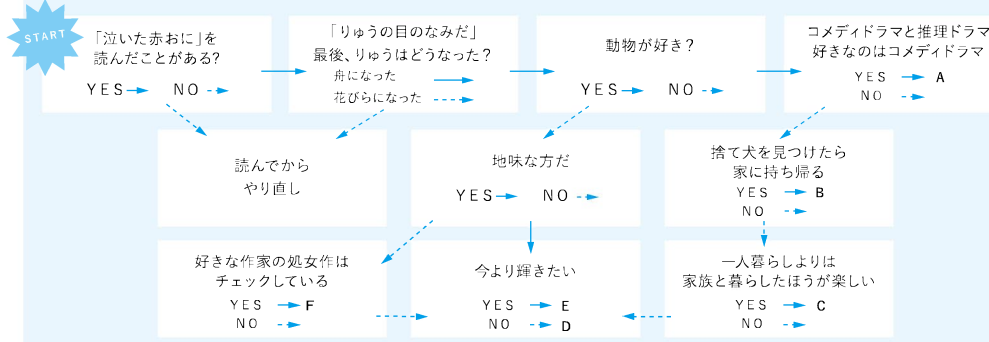 START
「泣いた赤おに」を
読んだことがある?
YES NO
「りゅうの目のなみだ」
最後、りゅうはどうなった?
舟になった
花びらになった
動物が好き?
YES NO
コメディドラマと推理ドラマ
好きなのはコメディドラマ
YES A
NO
読んでから
やり直し
地味な方だ
YES NO
捨て犬を見つけたら
家に持ち帰る
YES B
NO
好きな作家の処女作は
チェックしている
YES F
NO
今より輝きたい
YES E
NO D
一人暮らしよりは
家族と暮らしたほうが楽しい
YES C
NO